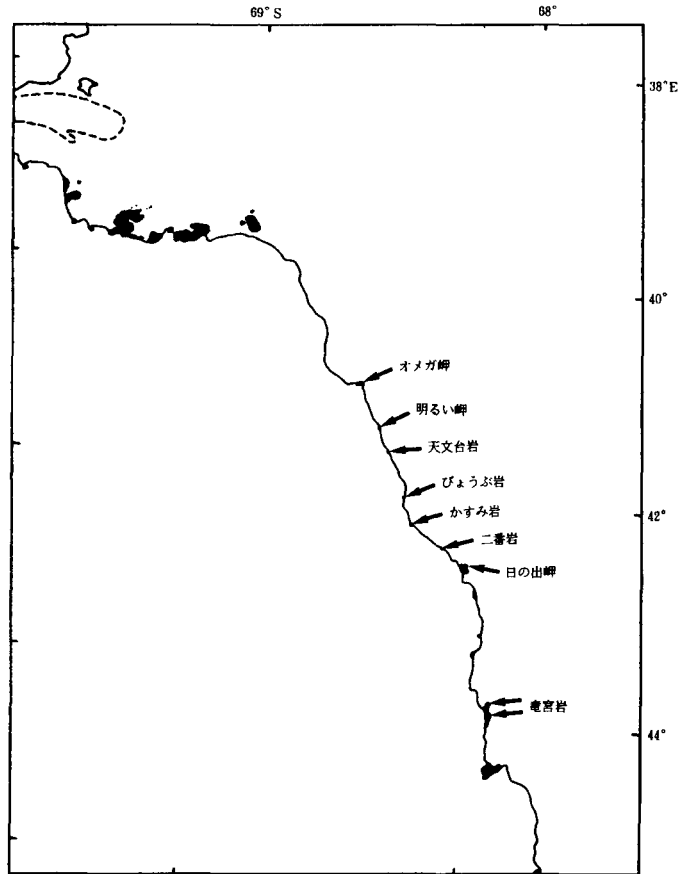 69° S
68°
38°E
40°
オメガ岬
明るい岬
天文台岩
びょうぶ岩
かすみ岩
42°
二番岩
日の出岬
竜宮岩
44°